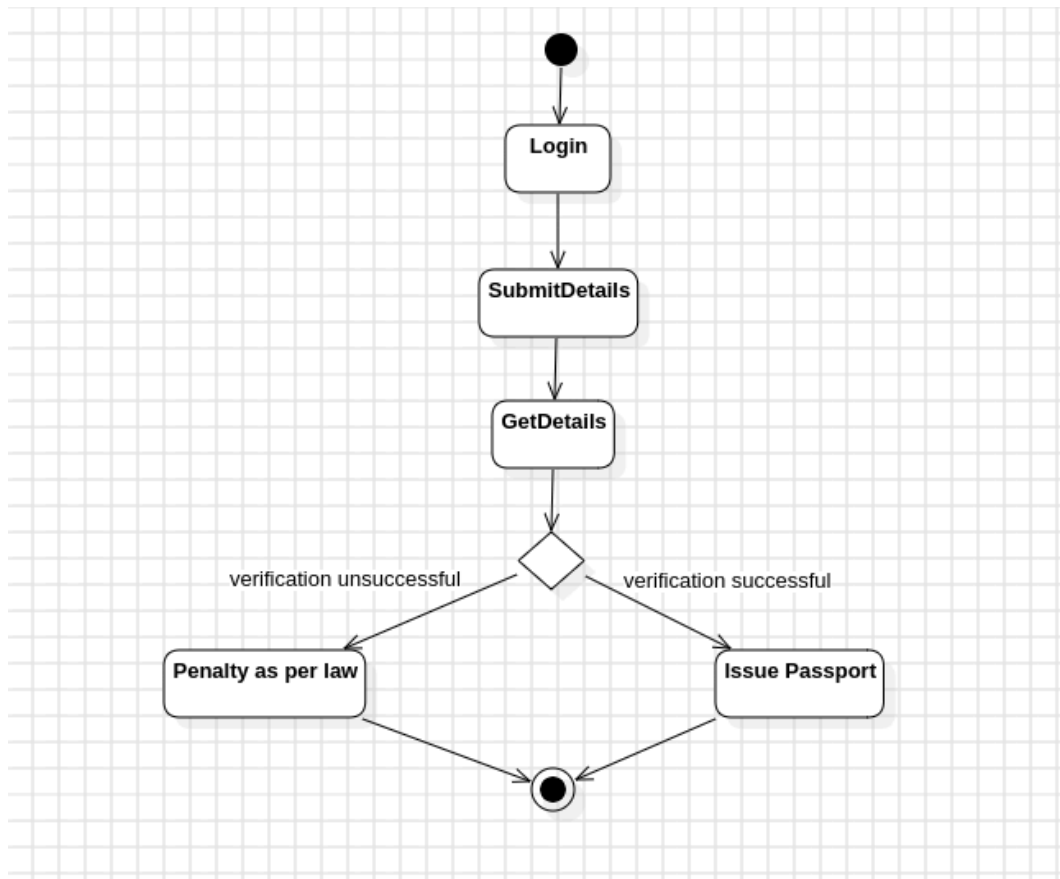 Login
SubmitDetails
GetDetails
verification unsuccessful
verification successful
Penalty as per law
Issue Passport